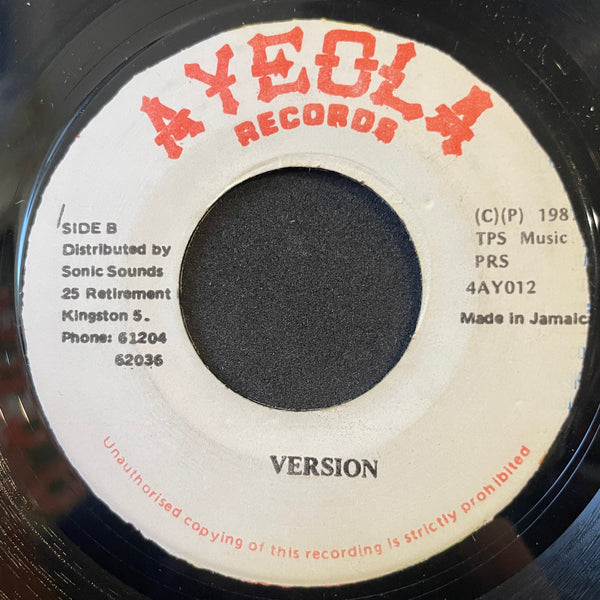 AYEOLA
RECORDS
SIDE B
Distributed by
Sonic Sounds
25 Retirement
Kingston 5.
Phone: 61204
62036
(C)(P) 198
TPS Music
PRS
4AY012
Made in Jamaic
VERSION
Unauthorised copying of this recording is strictly prohibited